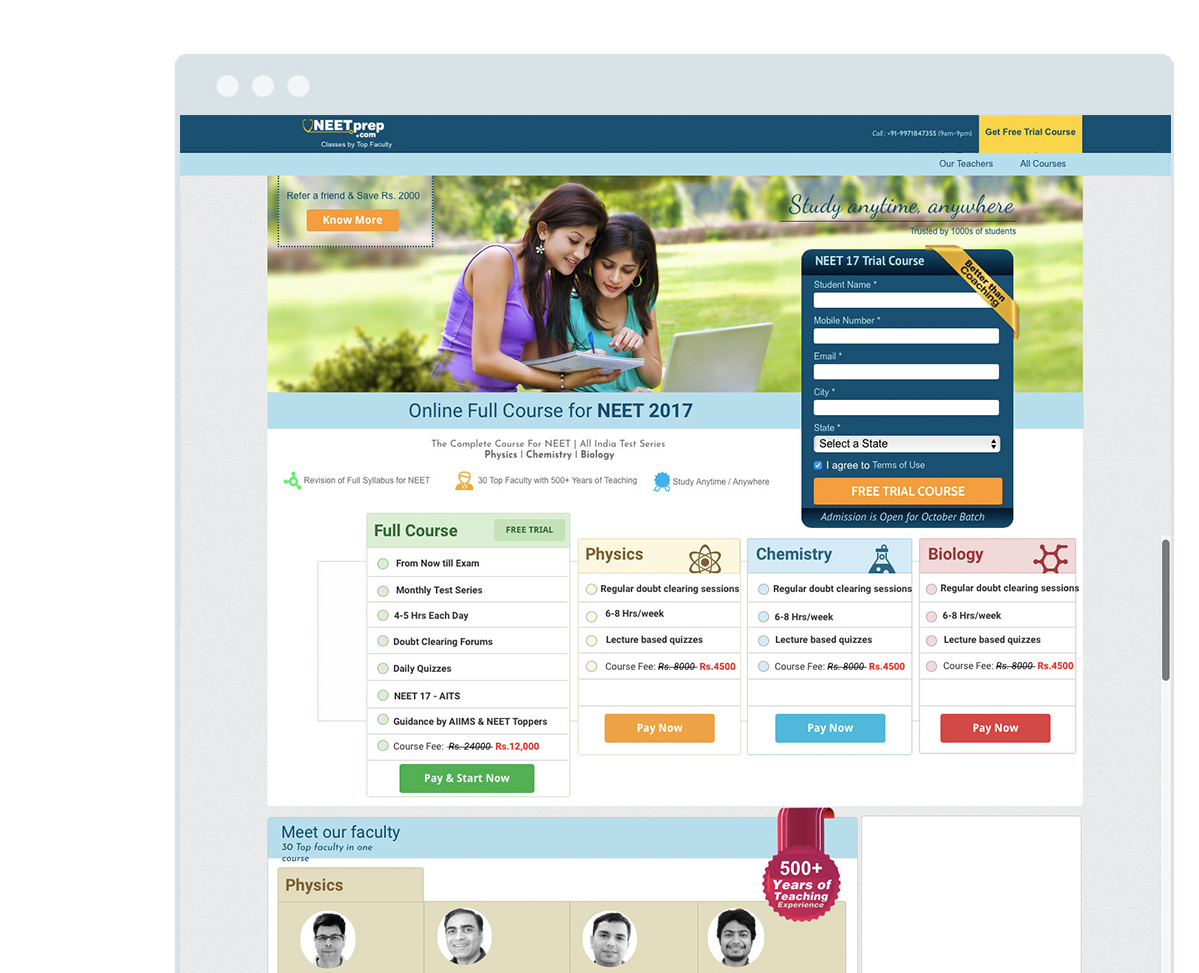 NEETprep
.com
Classes by Top Faculty
Call : +91-9971847355 (9am-9pm)
Get Free Trial Course
Our Teachers
All Courses
Refer a friend & Save Rs. 2000
Know More
Study anytime, anywhere
Trusted by 1000s of students
NEET 17 Trial Course
Better than
Coaching
Student Name *
Mobile Number *
Email *
City *
State *
Select a State
I agree to Terms of Use
FREE TRIAL COURSE
Admission is Open for October Batch
Online Full Course for NEET 2017
The Complete Course For NEET | All India Test Series
Physics | Chemistry | Biology
Revision of Full Syllabus for NEET
30 Top Faculty with 500+ Years of Teaching
Study Anytime / Anywhere
Full Course
FREE TRIAL
From Now till Exam
Monthly Test Series
4-5 Hrs Each Day
Doubt Clearing Forums
Daily Quizzes
NEET 17 - AITS
Guidance by AIIMS & NEET Toppers
Course Fee: Rs. 24000 Rs.12,000
Pay & Start Now
Physics
Regular doubt clearing sessions
6-8 Hrs/week
Lecture based quizzes
Course Fee: Rs. 8000 Rs.4500
Pay Now
Chemistry
Regular doubt clearing sessions
6-8 Hrs/week
Lecture based quizzes
Course Fee: Rs. 8000 Rs.4500
Pay Now
Biology
Regular doubt clearing sessions
6-8 Hrs/week
Lecture based quizzes
Course Fee: Rs. 8000 Rs.4500
Pay Now
Meet our faculty
30 Top faculty in one
course
500+
Years of
Teaching
Experience
Physics